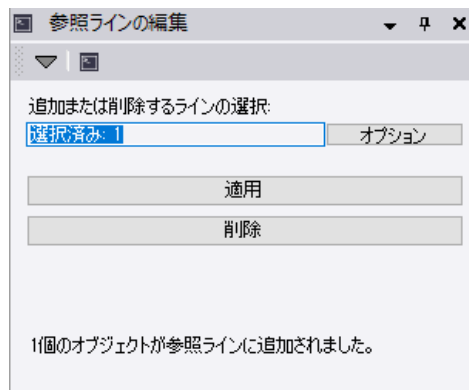 参照ラインの編集
追加または削除するラインの選択:
選択済み: 1
オプション
適用
削除
1個のオブジェクトが参照ラインに追加されました。